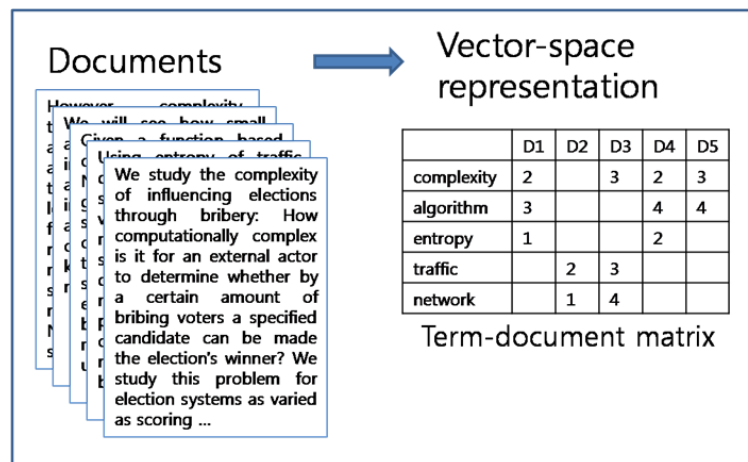 Documents
Vector-space
representation
However complexity
We will see how small
Given a function based
Using entropy of traffic
We study the complexity
of influencing elections
through bribery: How
computationally complex
is it for an external actor
to determine whether by
a certain amount of
bribing voters a specified
candidate can be made
the election's winner? We
study this problem for
election systems as varied
as scoring ...
D1 D2 D3 D4 D5
complexity 2 3 2 3
algorithm 3 4 4
entropy 1 2
traffic 2 3
network 1 4
Term-document matrix